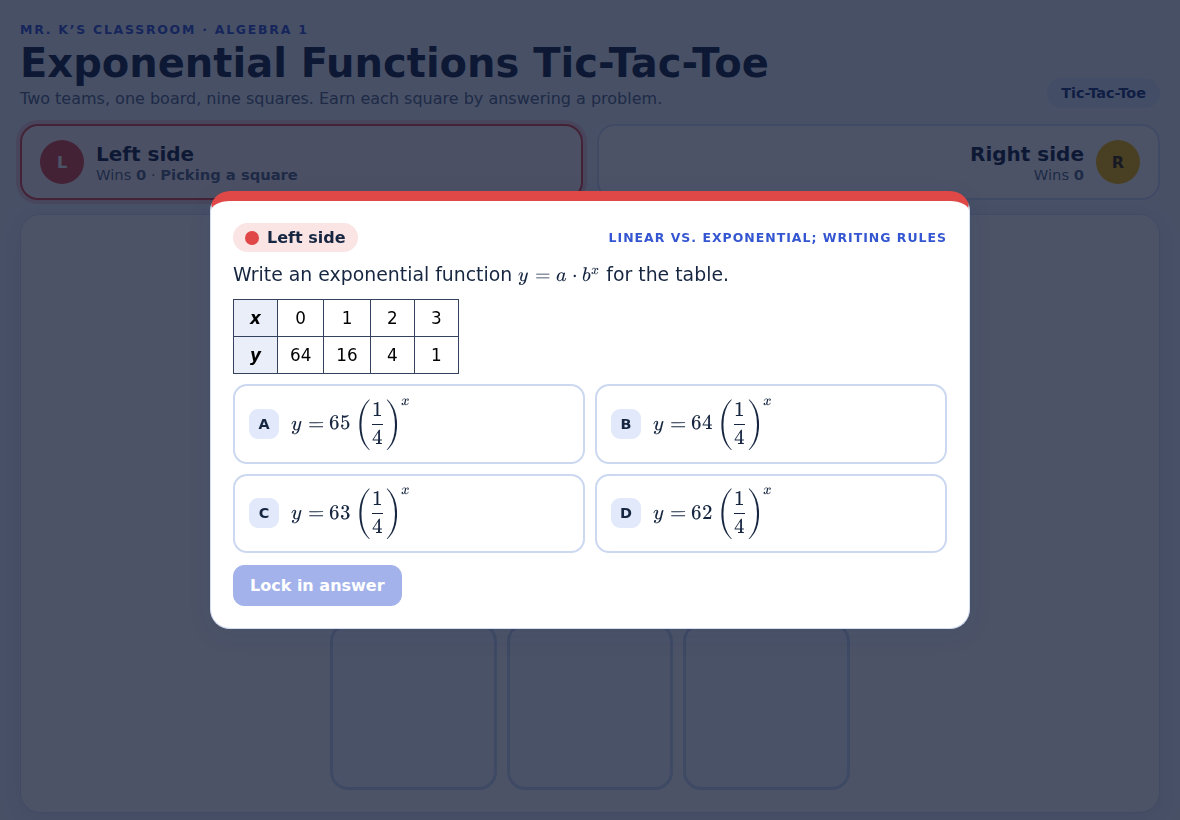 MR. K'S CLASSROOM · ALGEBRA 1
Exponential Functions Tic-Tac-Toe
Two teams, one board, nine squares. Earn each square by answering a problem.
Tic-Tac-Toe
L
Left side
Wins 0 · Picking a square
Right side
Wins 0
R
Left side
LINEAR VS. EXPONENTIAL; WRITING RULES
Write an exponential function y = a · b^x for the table.
x 0 1 2 3
y 64 16 4 1
A y = 65 (1/4)^x
B y = 64 (1/4)^x
C y = 63 (1/4)^x
D y = 62 (1/4)^x
Lock in answer